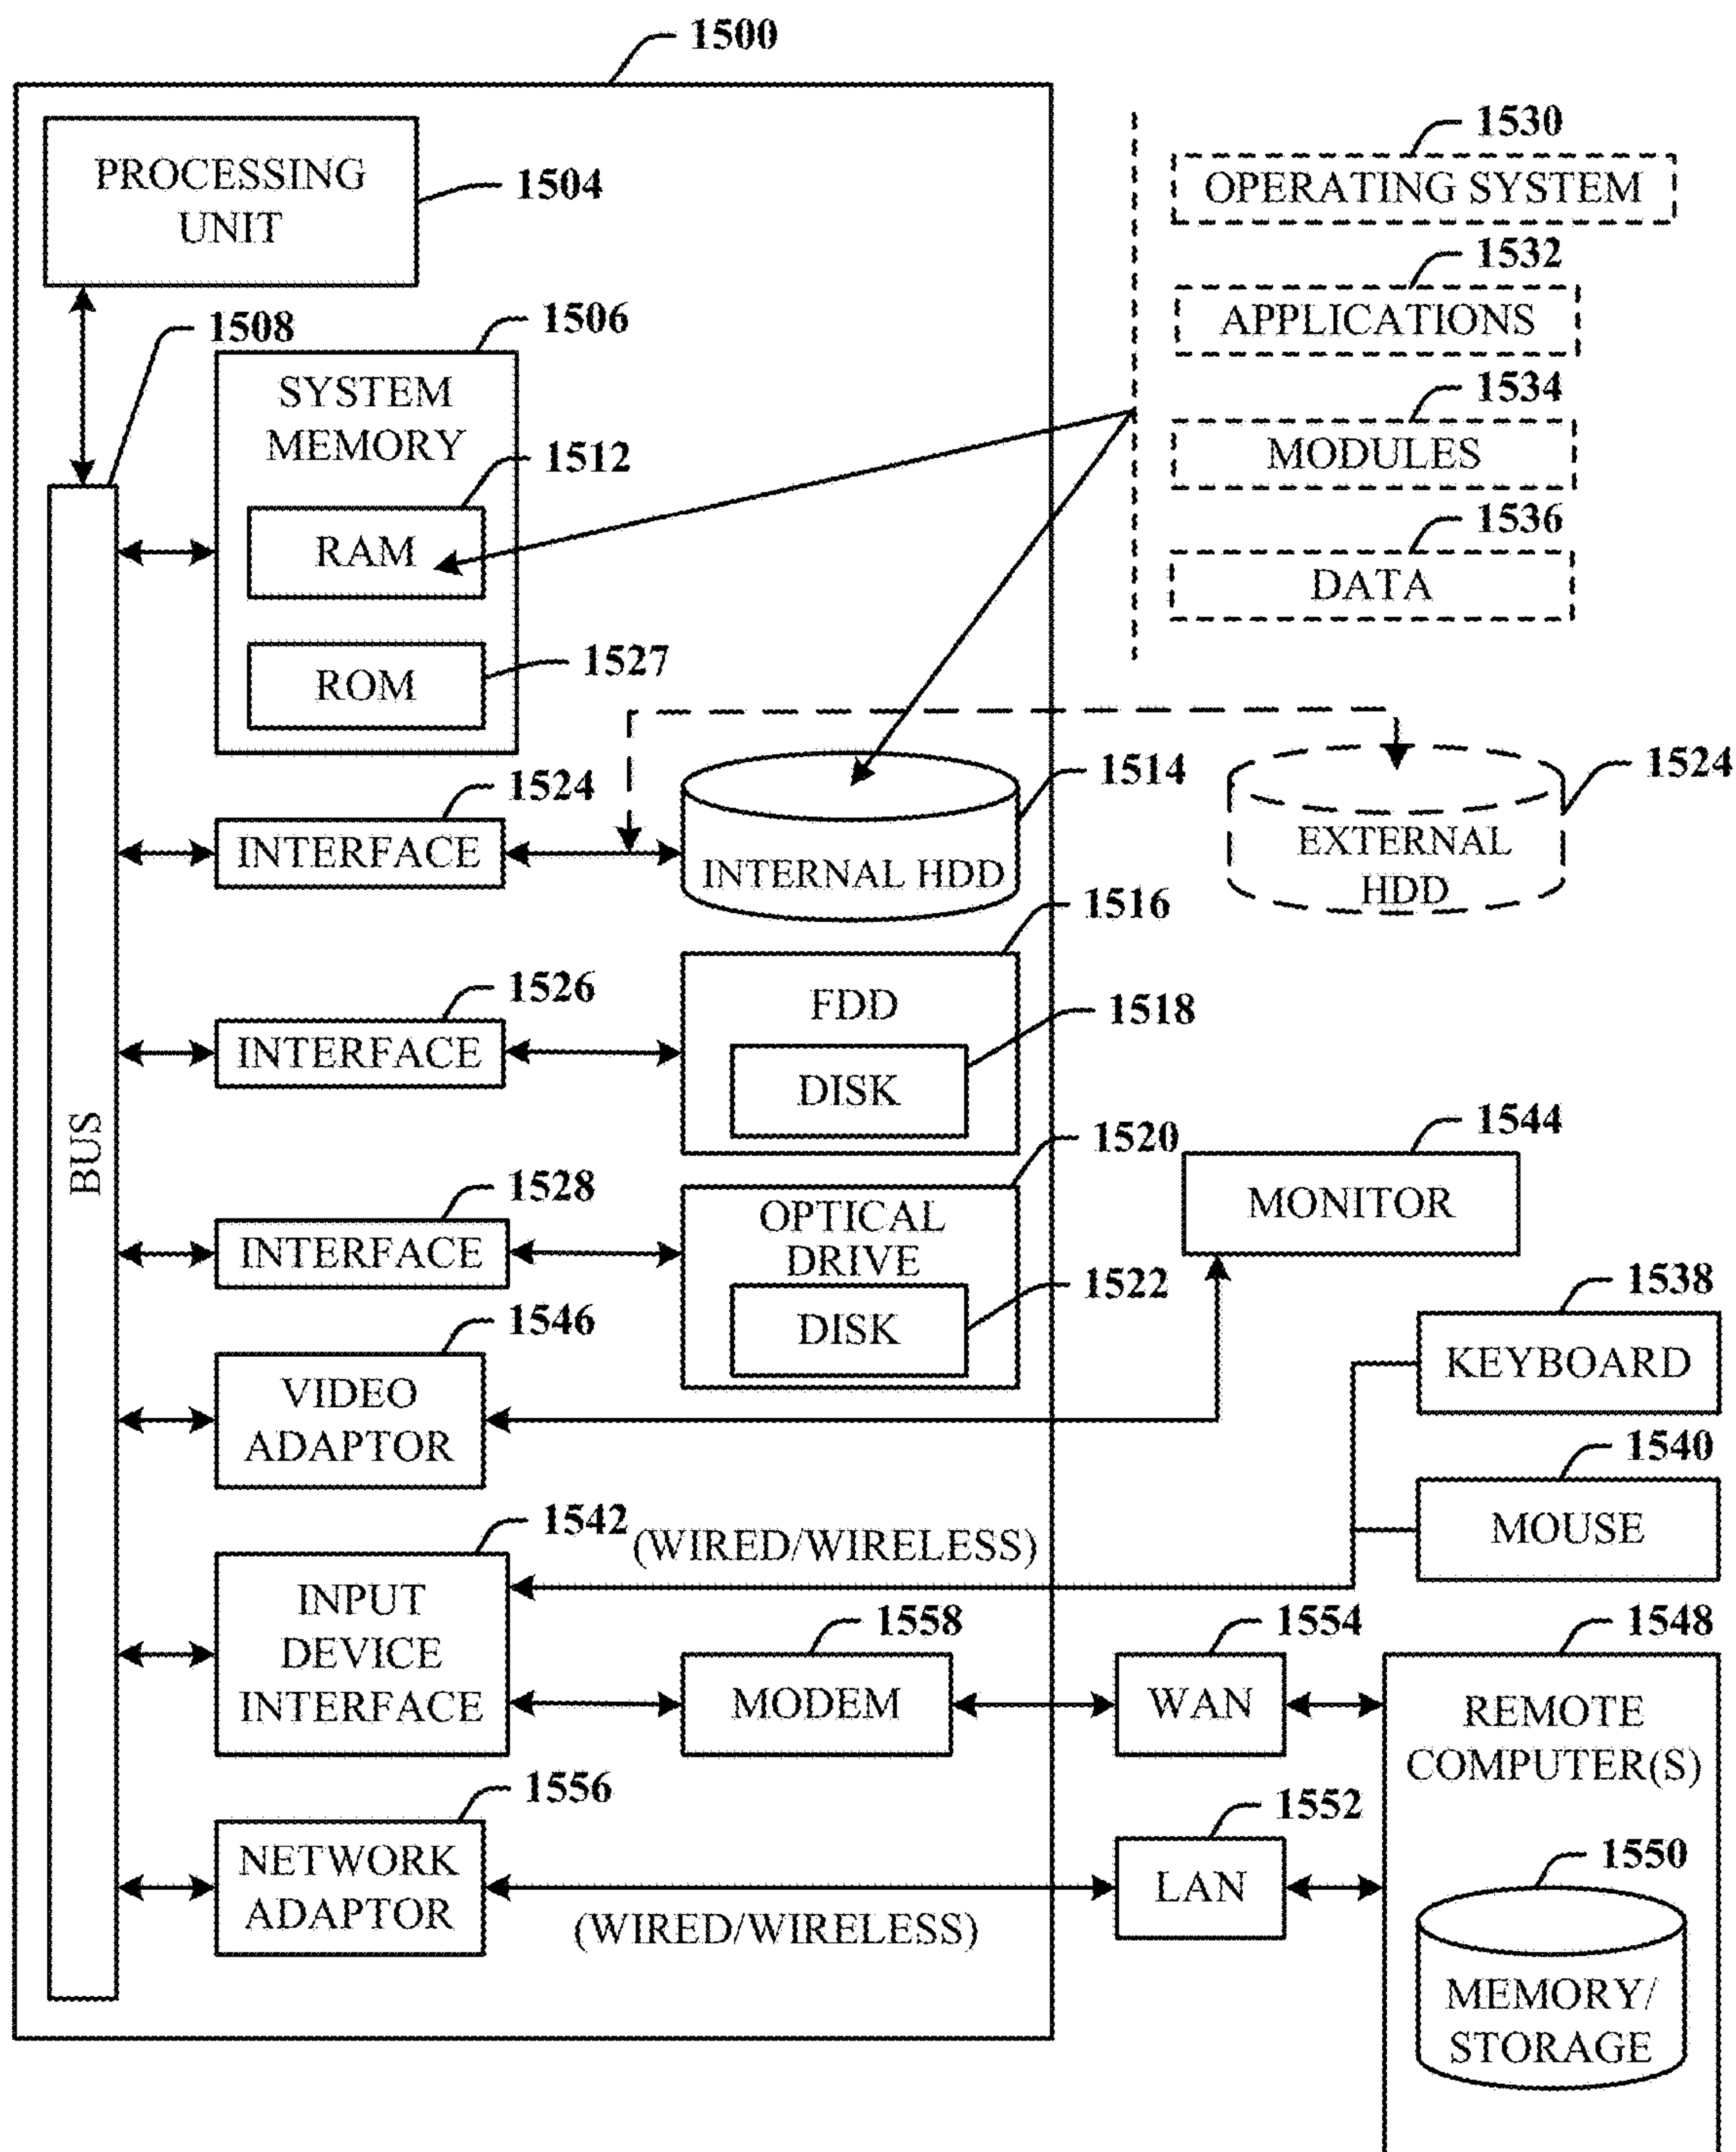 1500
PROCESSING
UNIT
1504
1530
OPERATING SYSTEM
1532
APPLICATIONS
1534
MODULES
1536
DATA
1508
1506
SYSTEM
MEMORY
1512
RAM
1527
ROM
BUS
1524
INTERFACE
1514
INTERNAL HDD
1524
EXTERNAL
HDD
1526
INTERFACE
1516
FDD
1518
DISK
1528
INTERFACE
1520
OPTICAL
DRIVE
1522
DISK
1544
MONITOR
1546
VIDEO
ADAPTOR
1538
KEYBOARD
1540
MOUSE
1542
INPUT
DEVICE
INTERFACE
(WIRED/WIRELESS)
1558
MODEM
1554
WAN
1548
REMOTE
COMPUTER(S)
1556
NETWORK
ADAPTOR
(WIRED/WIRELESS)
1552
LAN
1550
MEMORY/
STORAGE